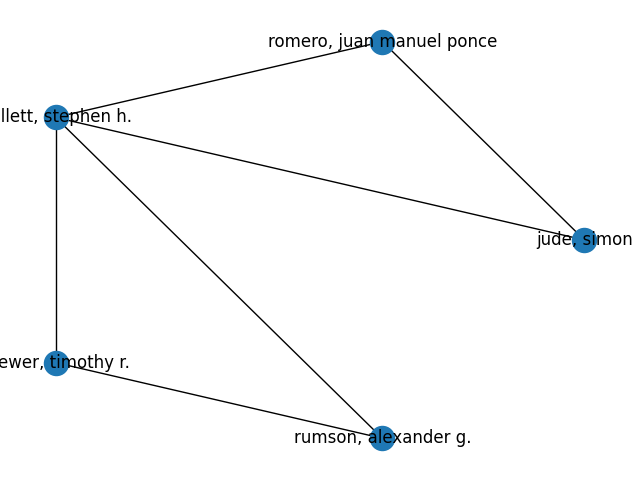 romero, juan manuel ponce
llett, stephen h.
jude, simon
ewer, timothy r.
rumson, alexander g.